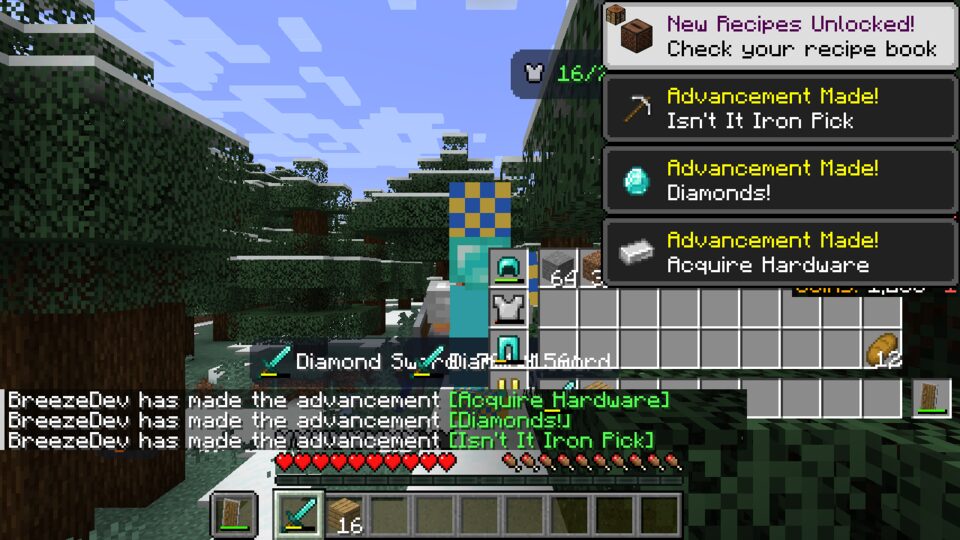 New Recipes Unlocked!
Check your recipe book
16/
Advancement Made!
Isn't It Iron Pick
Advancement Made!
Diamonds!
Advancement Made!
Acquire Hardware
64
12
Diamond Sword
BreezeDev has made the advancement [Acquire Hardware]
BreezeDev has made the advancement [Diamonds!]
BreezeDev has made the advancement [Isn't It Iron Pick]
16